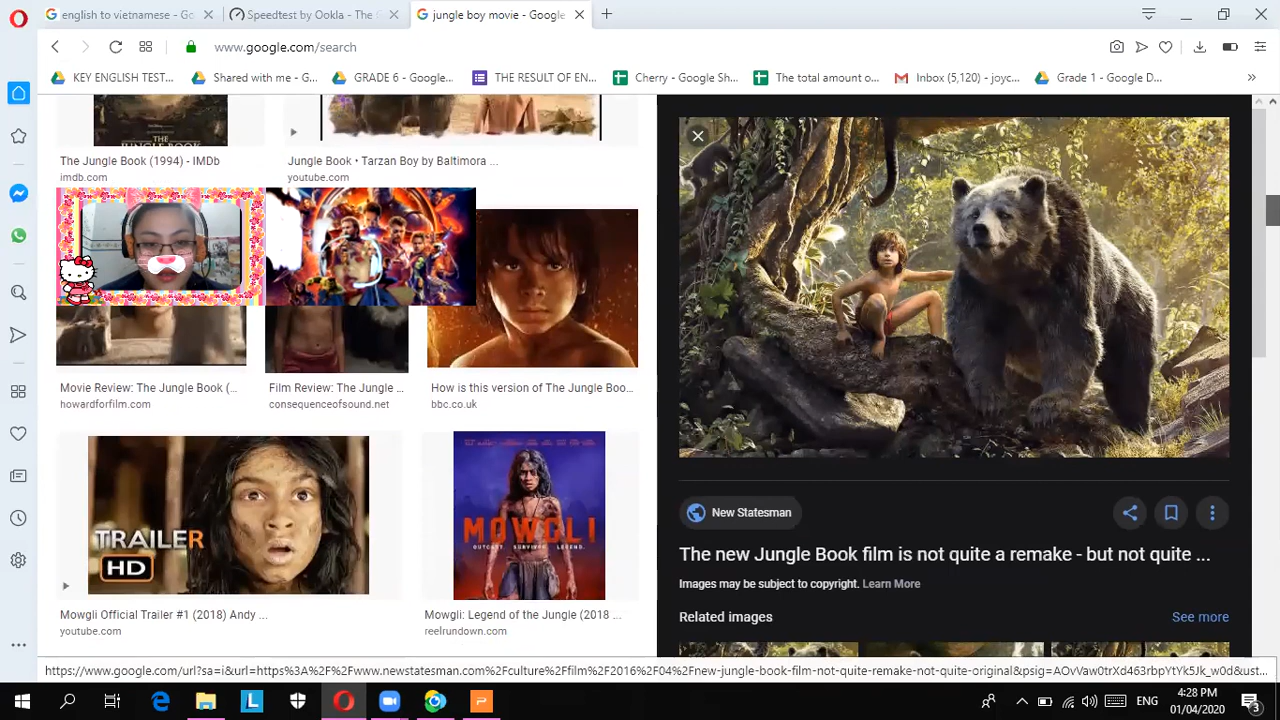 english to vietnamese - Go
Speedtest by Ookla - The G
jungle boy movie - Google
www.google.com/search
KEY ENGLISH TEST...
Shared with me - G...
GRADE 6 - Google...
THE RESULT OF EN...
Cherry - Google Sh...
The total amount o...
Inbox (5,120) - joyc...
Grade 1 - Google D...
THE JUNGLE BOOK
The Jungle Book (1994) - IMDb
imdb.com
Jungle Book • Tarzan Boy by Baltimora ...
youtube.com
Movie Review: The Jungle Book (...
howardforfilm.com
Film Review: The Jungle ...
consequenceofsound.net
How is this version of The Jungle Boo...
bbc.co.uk
TRAILER
HD
MOWGLI
OUTCAST. SURVIVOR. LEGEND.
Mowgli Official Trailer #1 (2018) Andy ...
youtube.com
Mowgli: Legend of the Jungle (2018 ...
reelrundown.com
New Statesman
The new Jungle Book film is not quite a remake - but not quite ...
Images may be subject to copyright. Learn More
Related images
See more
https://www.google.com/url?sa=i&url=https%3A%2F%2Fwww.newstatesman.com%2Fculture%2Ffilm%2F2016%2F04%2Fnew-jungle-book-film-not-quite-remake-not-quite-original&psig=AOvVaw0trXd463rbpYtYk5Jk_w0d&ust...
ENG
4:28 PM
01/04/2020
3